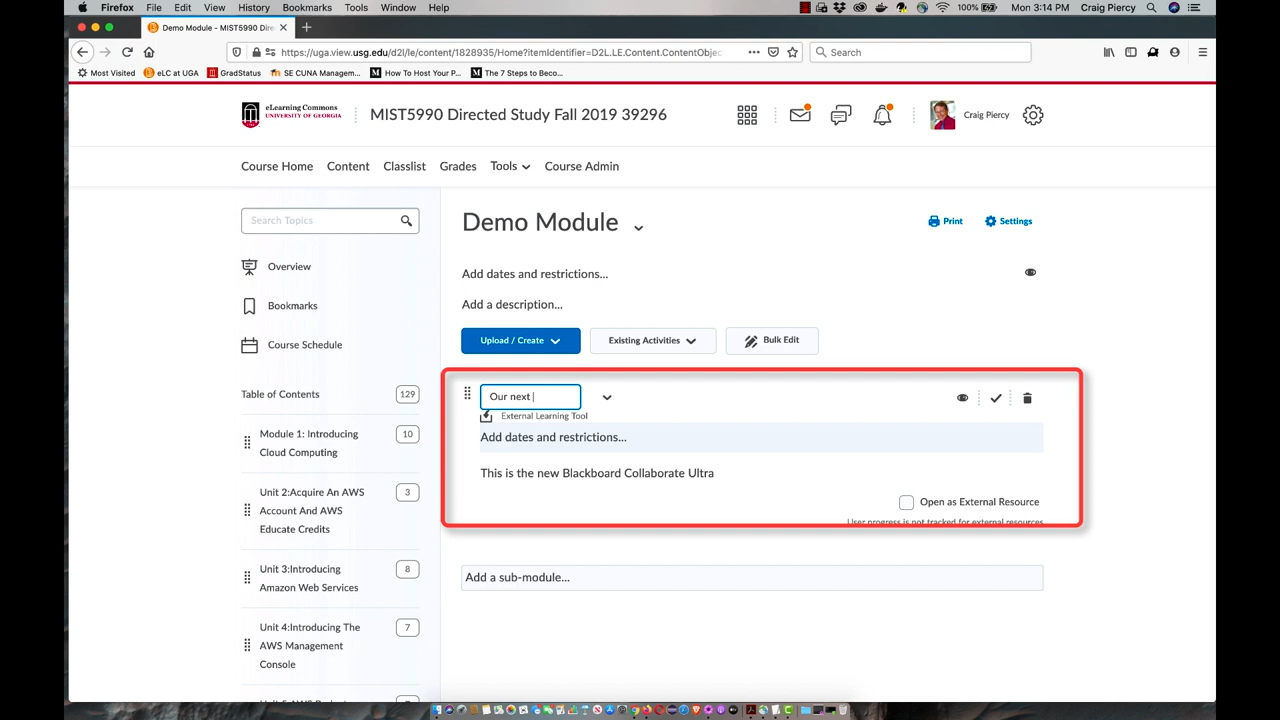 Firefox File Edit View History Bookmarks Tools Window Help 100% Mon 3:14 PM Craig Piercy
Demo Module - MIST5990 Direc
https://uga.view.usg.edu/d2l/le/content/1828935/Home?itemIdentifier=D2L.LE.Content.ContentObjec Search
Most Visited eLC at UGA GradStatus SE CUNA Managem... How To Host Your P... The 7 Steps to Beco...
eLearning Commons
UNIVERSITY OF GEORGIA
MIST5990 Directed Study Fall 2019 39296
Craig Piercy
Course Home Content Classlist Grades Tools Course Admin
Search Topics
Overview
Bookmarks
Course Schedule
Table of Contents 129
Module 1: Introducing 10
Cloud Computing
Unit 2:Acquire An AWS 3
Account And AWS
Educate Credits
Unit 3:Introducing 8
Amazon Web Services
Unit 4:Introducing The 7
AWS Management
Console
Demo Module
Print Settings
Add dates and restrictions...
Add a description...
Upload / Create Existing Activities Bulk Edit
Our next
External Learning Tool
Add dates and restrictions...
This is the new Blackboard Collaborate Ultra
Open as External Resource
User progress is not tracked for external resources
Add a sub-module...